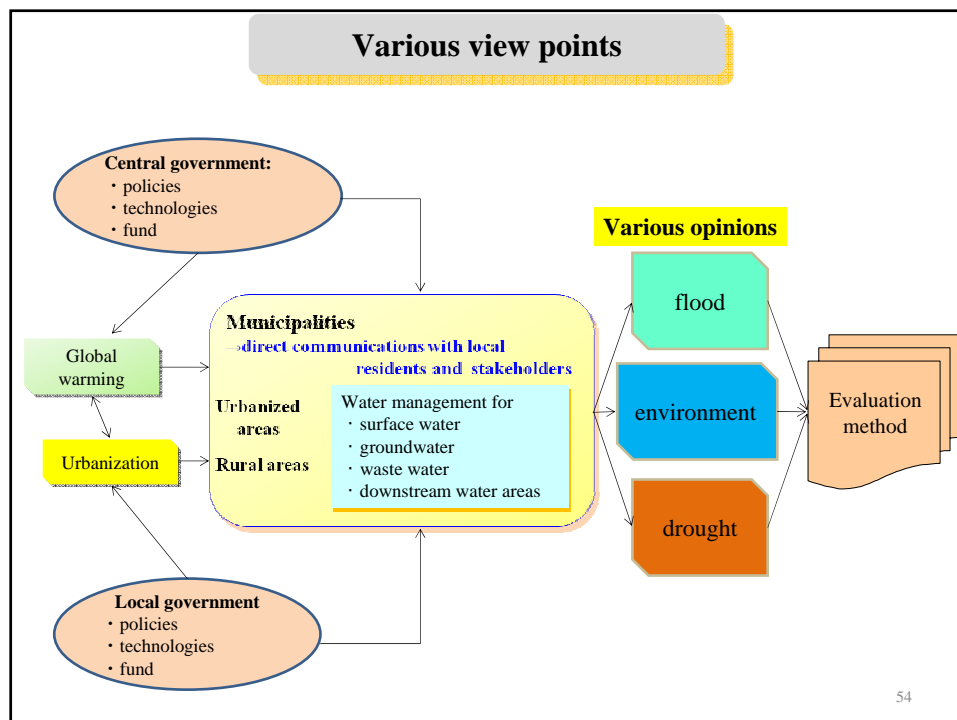 Various view points
Central government:
・policies
・technologies
・fund
Various opinions
flood
Municipalities
→direct communications with local
residents and stakeholders
Global
warming
Urbanized
areas
Rural areas
Water management for
・surface water
・groundwater
・waste water
・downstream water areas
environment
Evaluation
method
Urbanization
drought
Local government
・policies
・technologies
・fund
54